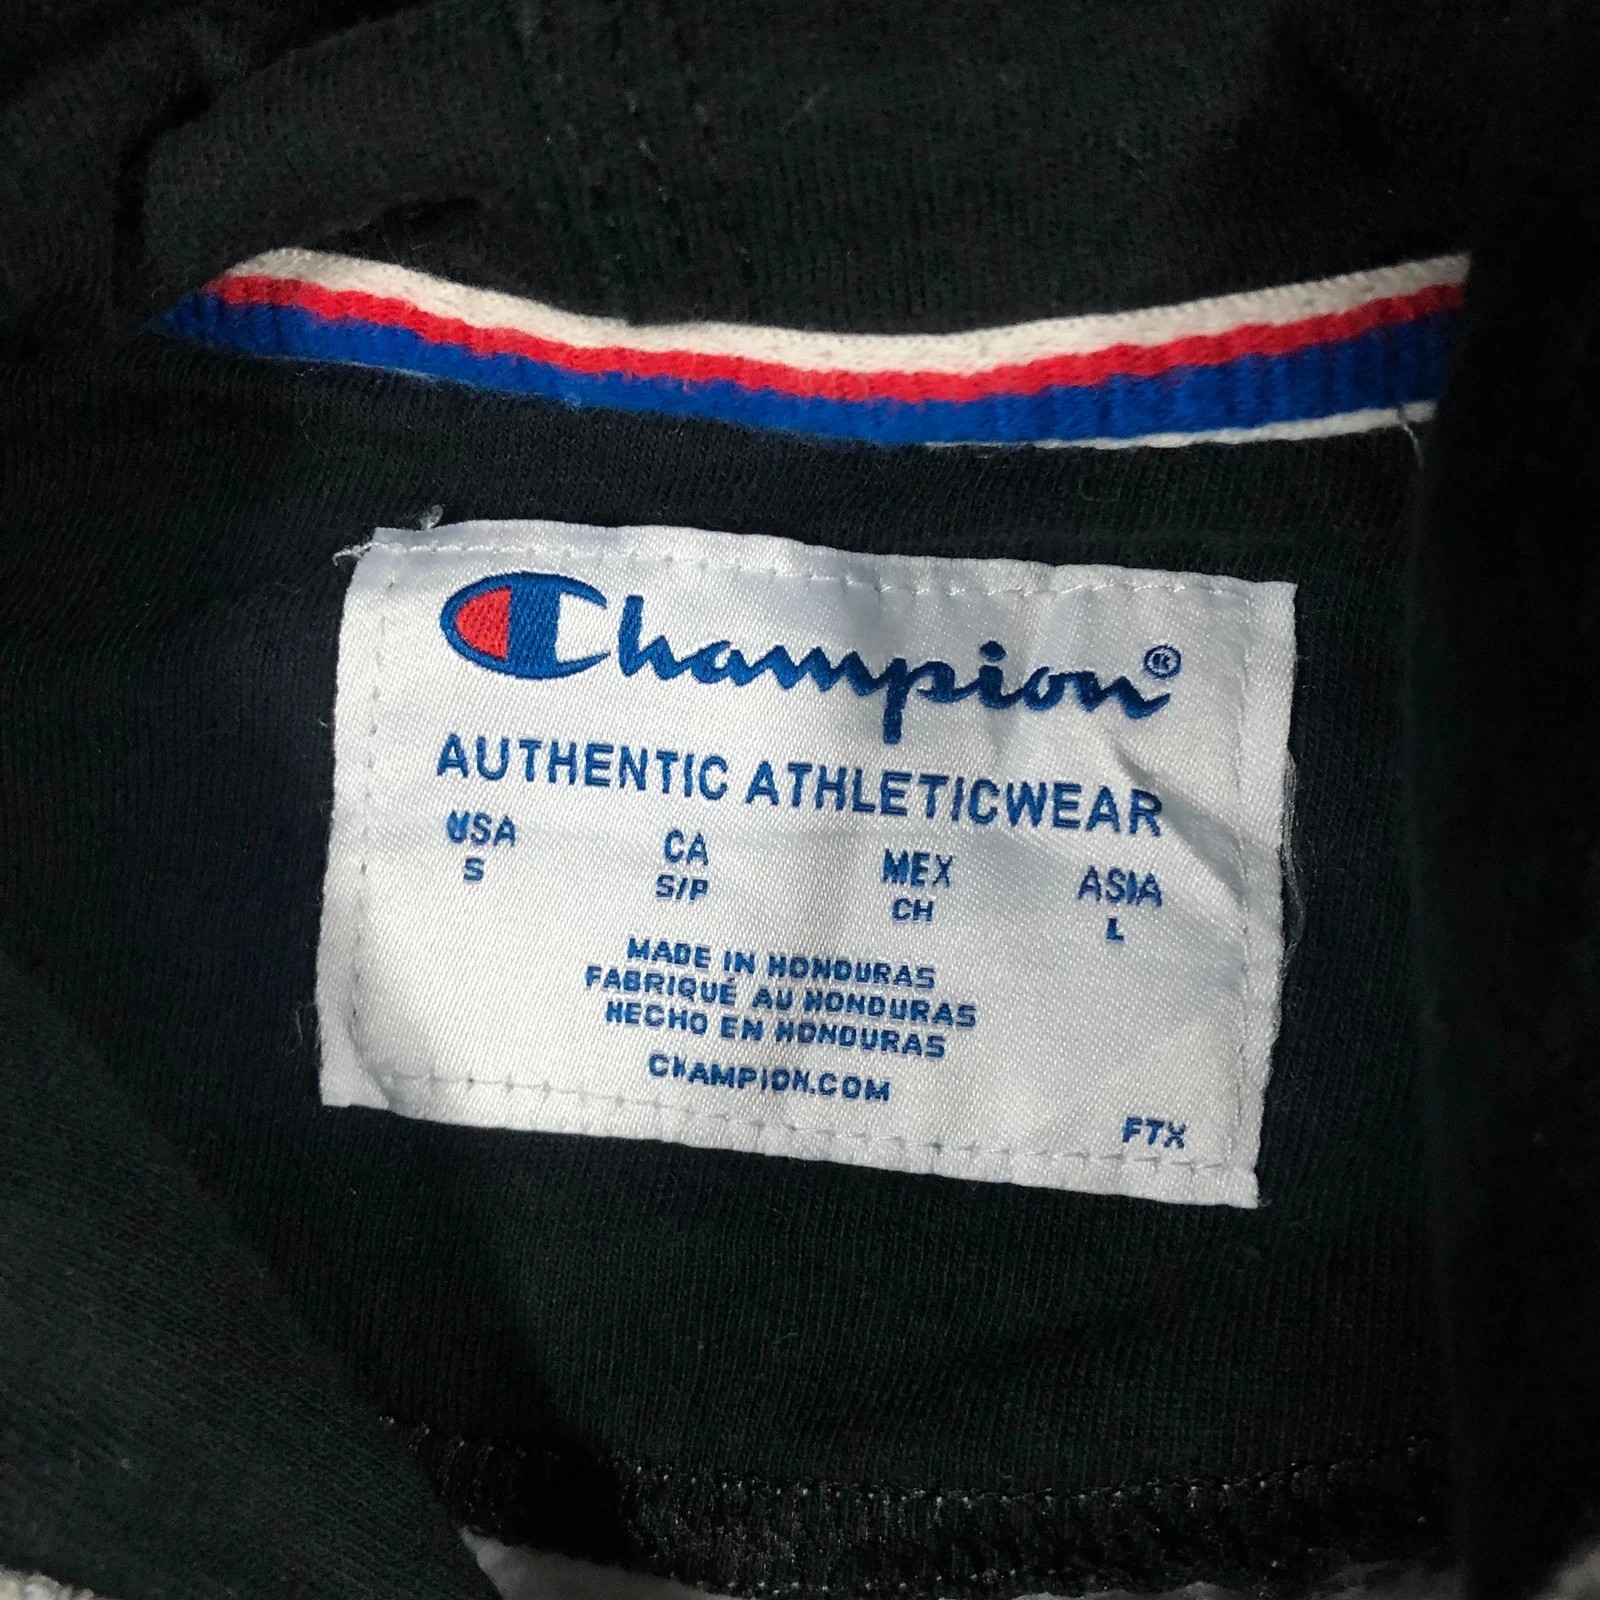 Champion®
AUTHENTIC ATHLETICWEAR
USA CA MEX ASIA
S S/P CH L
MADE IN HONDURAS
FABRIQUÉ AU HONDURAS
HECHO EN HONDURAS
CHAMPION.COM
FTX